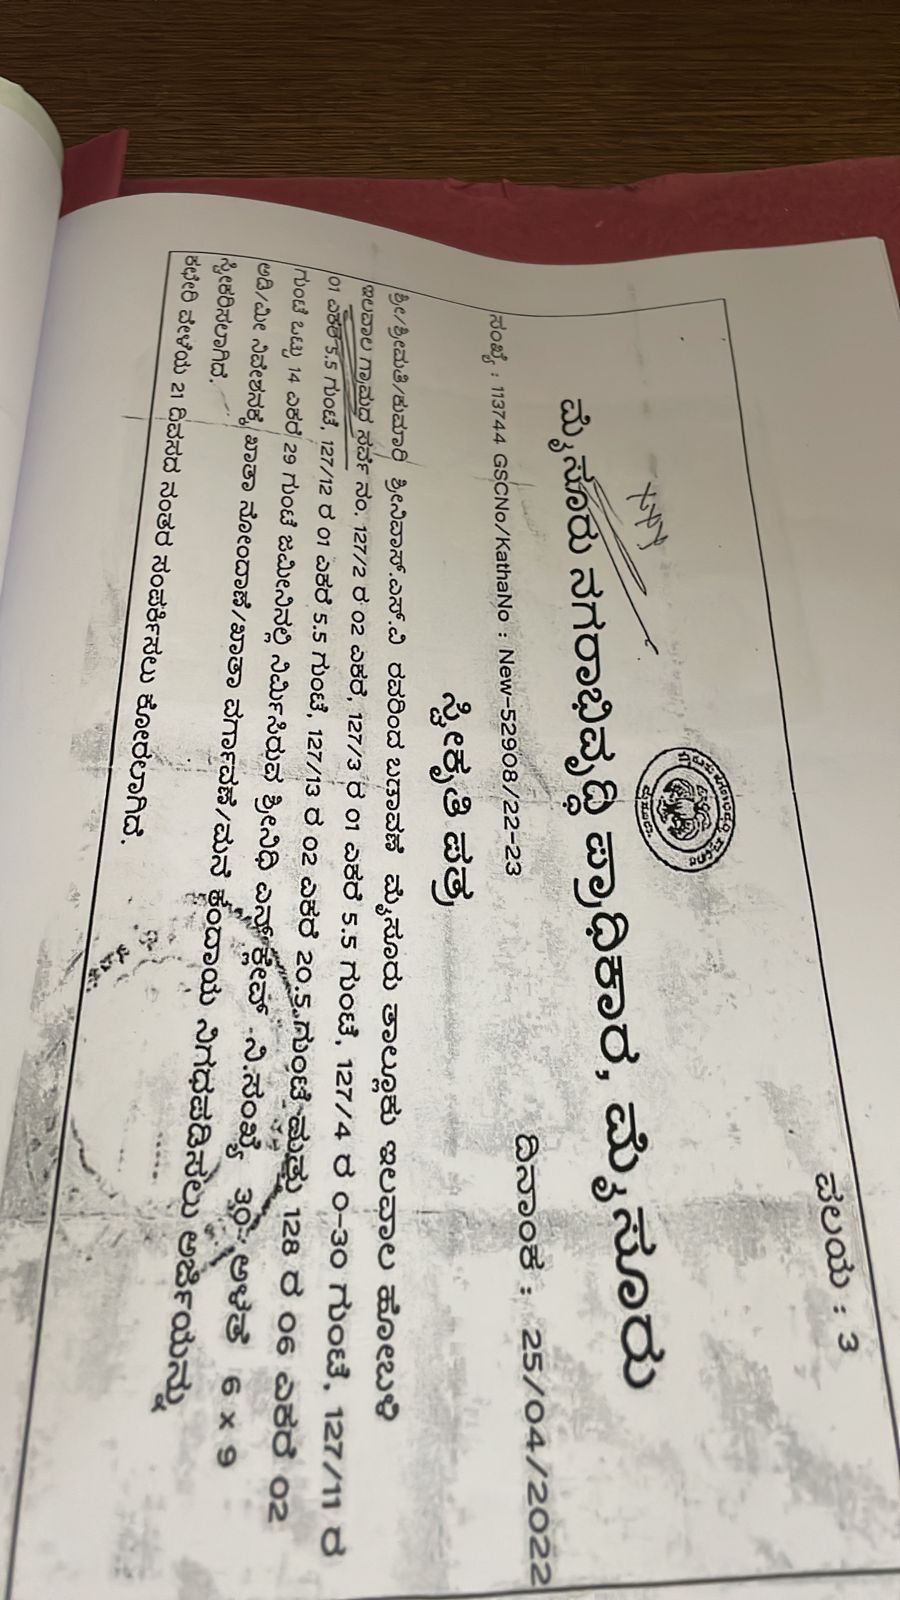 ವಲಯ : 3
ಮೈಸೂರು ನಗರಾಭಿವೃದ್ಧಿ ಪ್ರಾಧಿಕಾರ, ಮೈಸೂರು
ಸಂಖ್ಯೆ : 113744 GSCNo/KathaNo : New-52908/22-23 ದಿನಾಂಕ : 25/04/2022
ಸ್ವೀಕೃತಿ ಪತ್ರ
ಶ್ರೀ/ಶ್ರೀಮತಿ/ಕುಮಾರಿ ಶ್ರೀನಿವಾಸ್.ಎಸ್.ವಿ ರವರಿಂದ ಬಡಾವಣೆ ಮೈಸೂರು ತಾಲ್ಲೂಕು ಇಲವಾಲ ಹೋಬಳಿ
ಇಲವಾಲ ಗ್ರಾಮದ ಸರ್ವೆ ನಂ. 127/2 ರ 02 ಎಕರೆ, 127/3 ರ 01 ಎಕರೆ 5.5 ಗುಂಟೆ, 127/4 ರ 0-30 ಗುಂಟೆ, 127/11 ರ
01 ಎಕರೆ 5.5 ಗುಂಟೆ, 127/12 ರ 01 ಎಕರೆ 5.5 ಗುಂಟೆ, 127/13 ರ 02 ಎಕರೆ 20.5 ಗುಂಟೆ ಮತ್ತು 128 ರ 06 ಎಕರೆ 02
ಗುಂಟೆ ಒಟ್ಟು 14 ಎಕರೆ 29 ಗುಂಟೆ ಜಮೀನಿನಲ್ಲಿ ನಿರ್ಮಿಸಿರುವ ಶ್ರೀನಿಧಿ ಎನ್‌ಕ್ಲೇವ್ ನಿ.ಸಂಖ್ಯೆ 30 ಅಳತೆ 6 x 9
ಅಡಿ/ಮೀ ನಿವೇಶನಕ್ಕೆ ಖಾತಾ ನೋಂದಾಣೆ/ಖಾತಾ ವರ್ಗಾವಣೆ/ಮನೆ ಕಂದಾಯ ನಿಗಧಪಡಿಸಲು ಅರ್ಜಿಯನ್ನು
ಸ್ವೀಕರಿಸಲಾಗಿದೆ.
ಕಛೇರಿ ವೇಳೆಯ 21 ದಿವಸದ ನಂತರ ಸಂಪರ್ಕಿಸಲು ಕೋರಲಾಗಿದೆ.